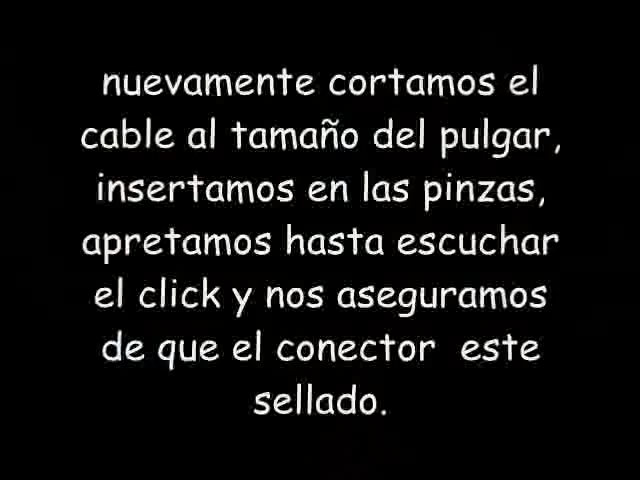 nuevamente cortamos el
cable al tamaño del pulgar,
insertamos en las pinzas,
apretamos hasta escuchar
el click y nos aseguramos
de que el conector este
sellado.